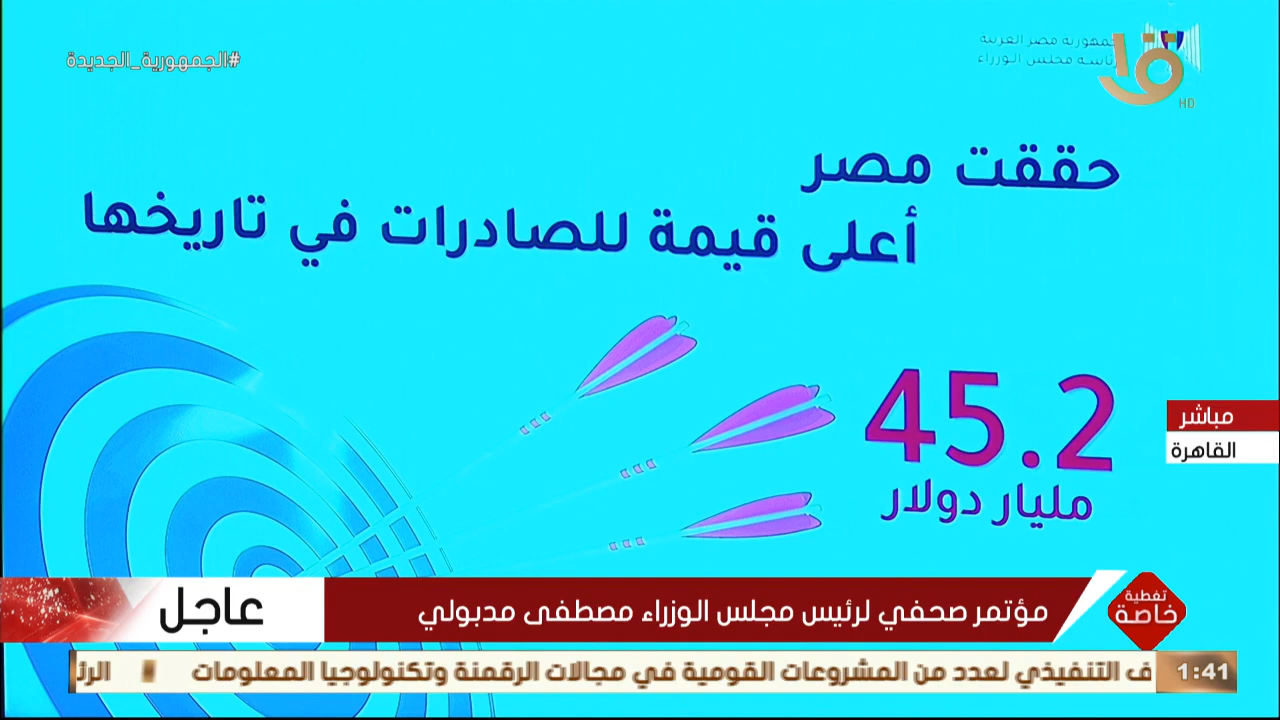 #الجمهورية_الجديدة
جمهورية مصر العربية
رئاسة مجلس الوزراء
HD
حققت مصر
أعلى قيمة للصادرات في تاريخها
45.2
مليار دولار
مباشر
القاهرة
تغطية
خاصة
مؤتمر صحفي لرئيس مجلس الوزراء مصطفى مدبولي
عاجل
1:41
ف التنفيذي لعدد من المشروعات القومية في مجالات الرقمنة وتكنولوجيا المعلومات